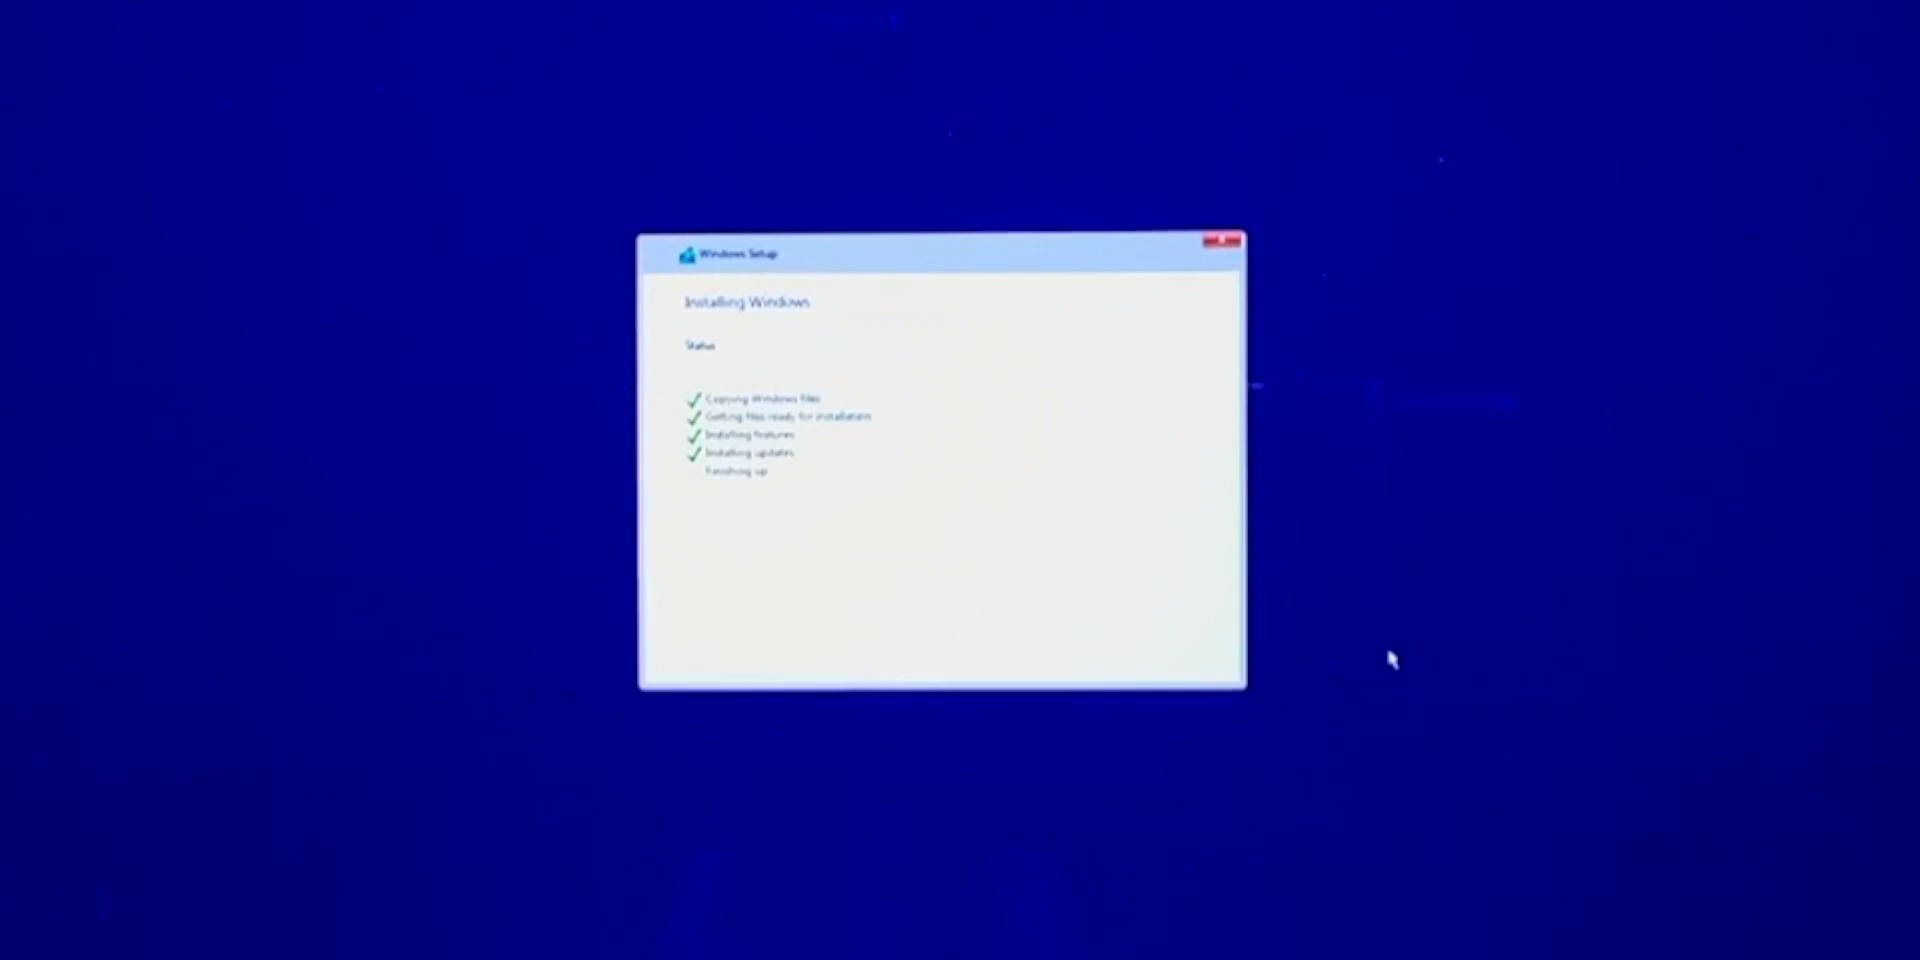 Windows Setup
Installing Windows
Status
Copying Windows files
Getting files ready for installation
Installing features
Installing updates
Finishing up